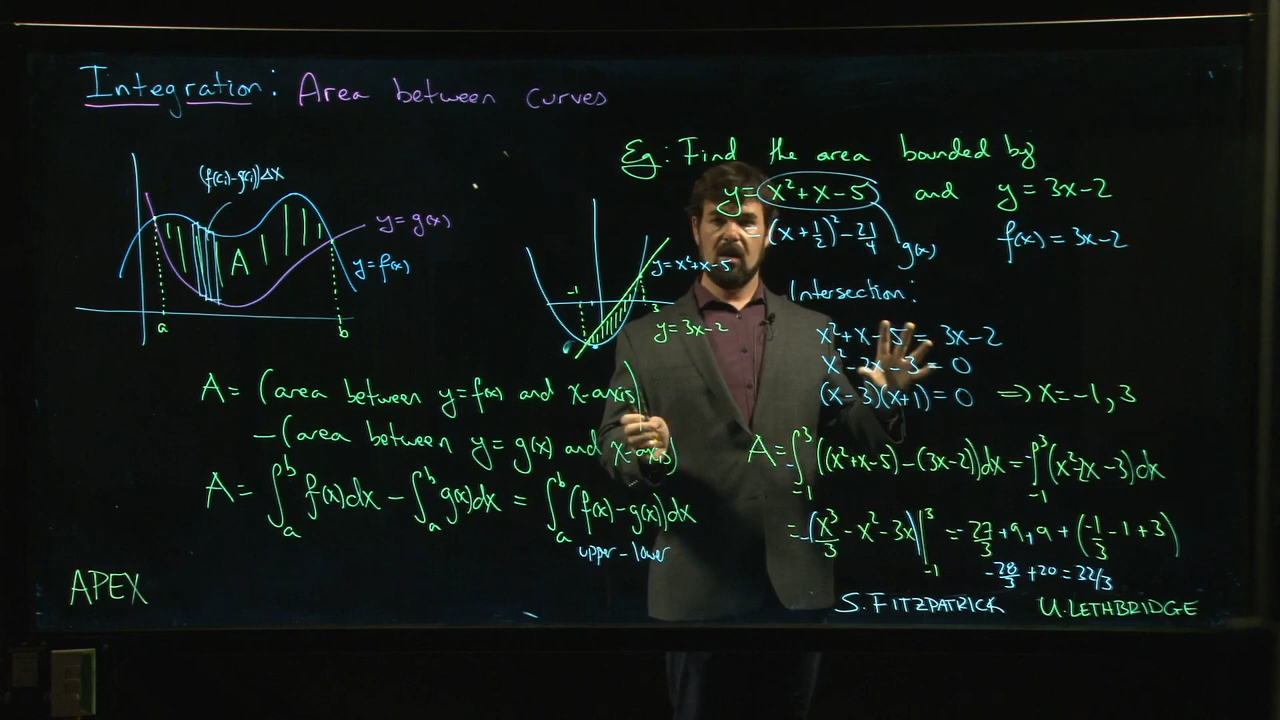 Integration: Area between curves
(f(cᵢ)-g(cᵢ))Δx
y=g(x)
A
y=f(x)
a
b
Eg: Find the area bounded by
y= x²+x-5 and y = 3x-2
= (x+½)² - 21/4
g(x)
f(x) = 3x-2
y=x²+x-5
-1
3
y=3x-2
Intersection:
x²+x-5 = 3x-2
x²-2x-3 = 0
(x-3)(x+1) = 0 ⇒ x=-1, 3
A= (area between y=f(x) and x-axis)
-(area between y=g(x) and x-axis)
A = ∫ₐᵇ f(x)dx - ∫ₐᵇ g(x)dx = ∫ₐᵇ (f(x)-g(x))dx
upper-lower
A=-∫₋₁³ ((x²+x-5)-(3x-2))dx = ∫₋₁³ (x²-2x-3)dx
=-(x³/3 - x² - 3x)|₋₁³ = 27/3 +9+9 + (-1/3 -1+3)
-28/3 +20 = 32/3
APEX
S. FITZPATRICK U. LETHBRIDGE